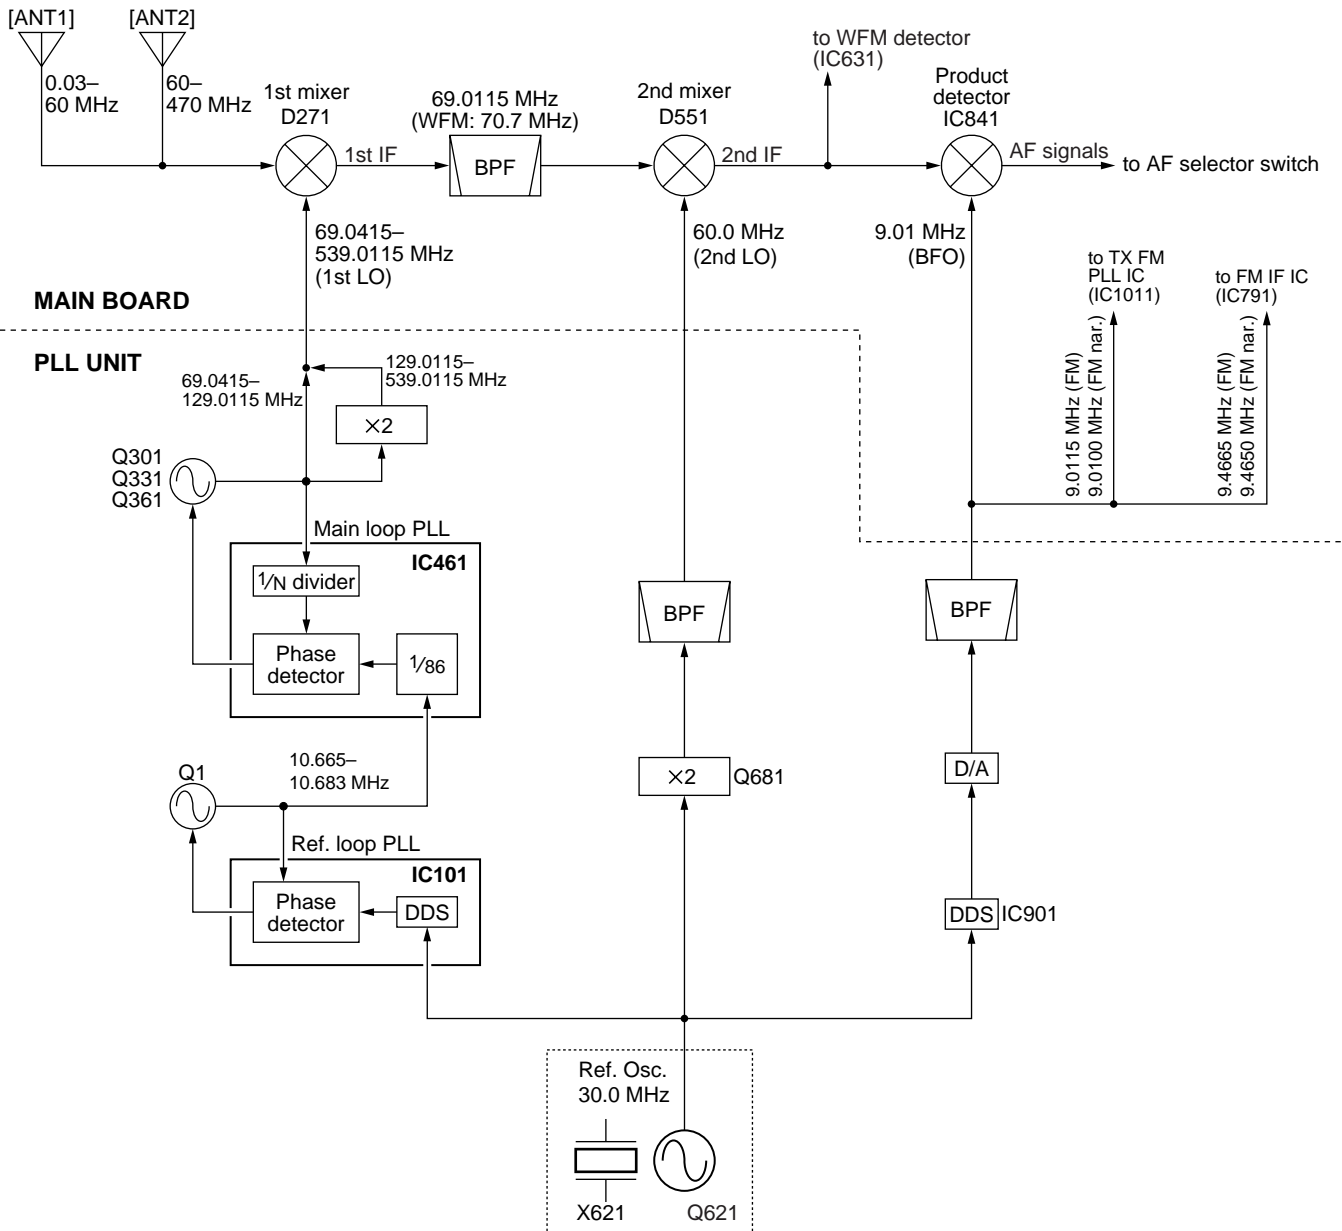 [ANT1]
[ANT2]
0.03–
60 MHz
60–
470 MHz
1st mixer
D271
1st IF
69.0115 MHz
(WFM: 70.7 MHz)
BPF
2nd mixer
D551
2nd IF
to WFM detector
(IC631)
Product
detector
IC841
AF signals
to AF selector switch
69.0415–
539.0115 MHz
(1st LO)
60.0 MHz
(2nd LO)
9.01 MHz
(BFO)
to TX FM
PLL IC
(IC1011)
to FM IF IC
(IC791)
MAIN BOARD
PLL UNIT
9.0115 MHz (FM)
9.0100 MHz (FM nar.)
9.4665 MHz (FM)
9.4650 MHz (FM nar.)
69.0415–
129.0115 MHz
129.0115–
539.0115 MHz
×2
Q301
Q331
Q361
Main loop PLL
IC461
1/N divider
Phase
detector
1/86
BPF
BPF
10.665–
10.683 MHz
Q1
×2
Q681
D/A
Ref. loop PLL
IC101
Phase
detector
DDS
DDS
IC901
Ref. Osc.
30.0 MHz
X621
Q621